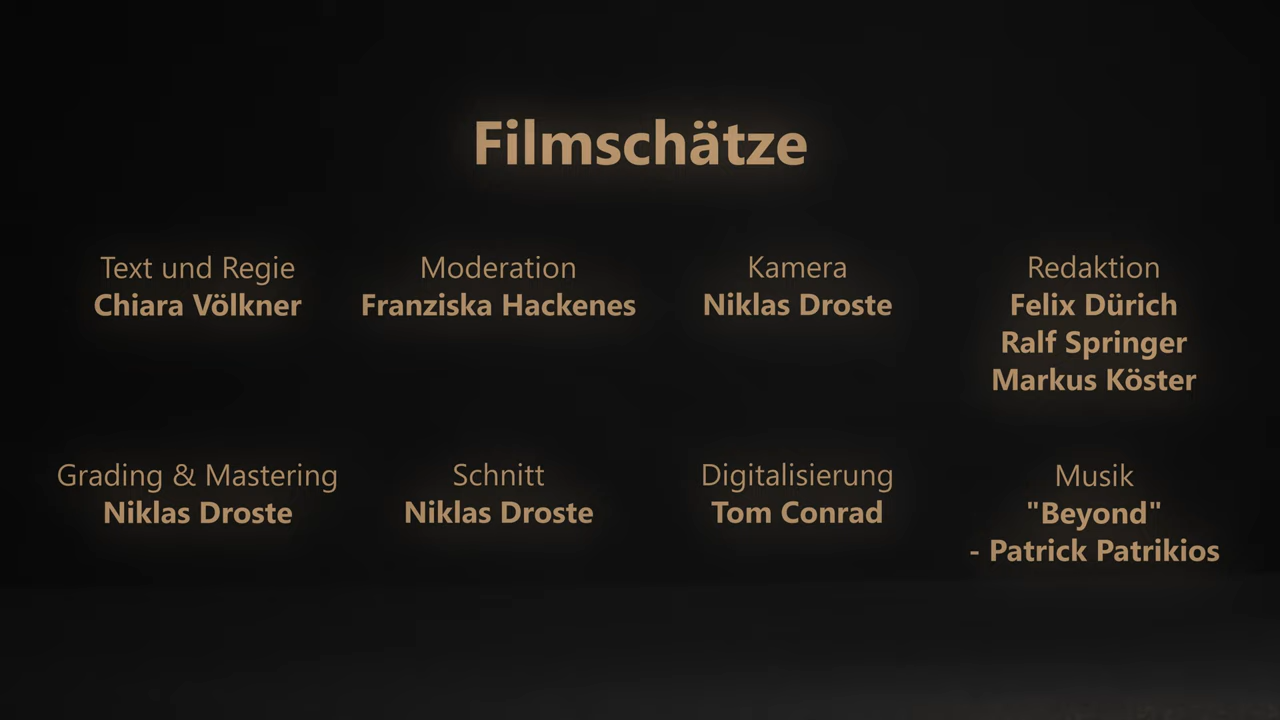 Filmschätze
Text und Regie
Chiara Völkner
Moderation
Franziska Hackenes
Kamera
Niklas Droste
Redaktion
Felix Dürich
Ralf Springer
Markus Köster
Grading & Mastering
Niklas Droste
Schnitt
Niklas Droste
Digitalisierung
Tom Conrad
Musik
"Beyond"
- Patrick Patrikios